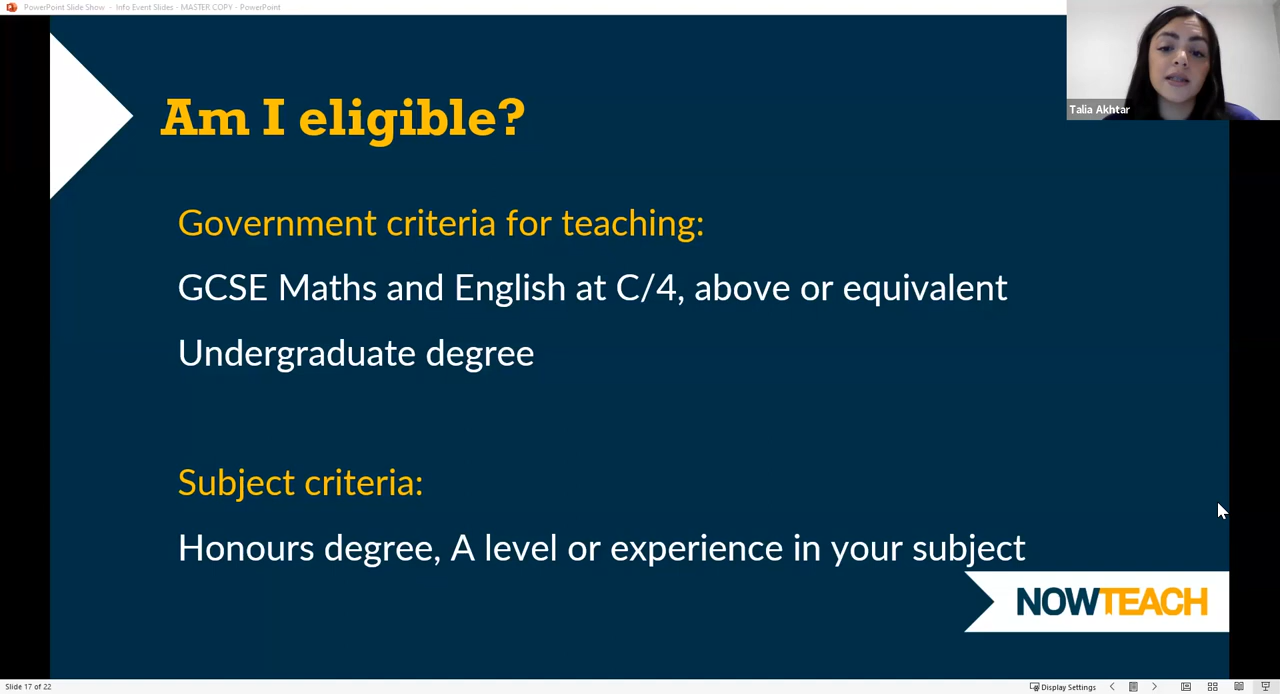 PowerPoint Slide Show - Info Event Slides - MASTER COPY - PowerPoint
Talia Akhtar
Am I eligible?
Government criteria for teaching:
GCSE Maths and English at C/4, above or equivalent
Undergraduate degree
Subject criteria:
Honours degree, A level or experience in your subject
NOWTEACH
Slide 17 of 22
Display Settings